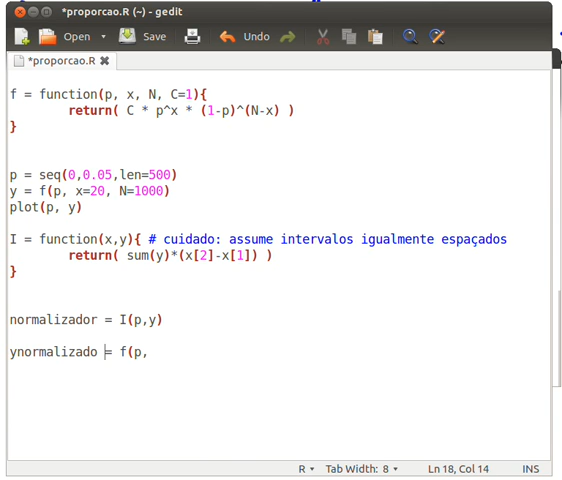 *proporcao.R (~) - gedit
Open Save Undo
*proporcao.R
f = function(p, x, N, C=1){
return( C * p^x * (1-p)^(N-x) )
}
p = seq(0,0.05,len=500)
y = f(p, x=20, N=1000)
plot(p, y)
I = function(x,y){ # cuidado: assume intervalos igualmente espaçados
return( sum(y)*(x[2]-x[1]) )
}
normalizador = I(p,y)
ynormalizado = f(p,
R Tab Width: 8 Ln 18, Col 14 INS